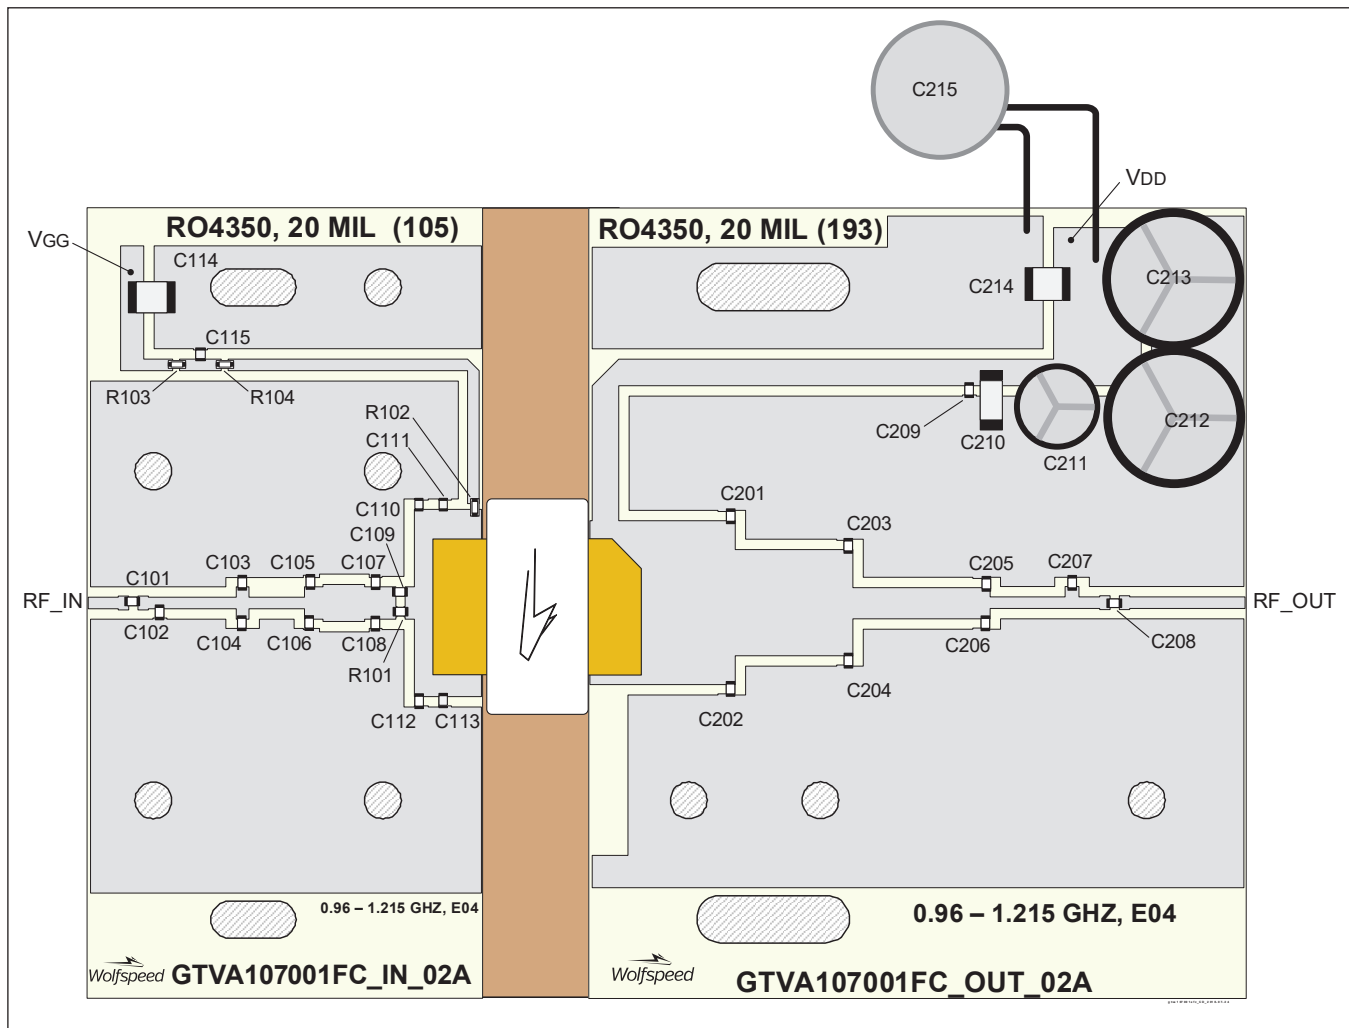 C215
VDD
RO4350, 20 MIL (105)
RO4350, 20 MIL (193)
VGG
C114
C214
C213
C115
R103
R104
R102
C111
C209
C210
C211
C212
C110
C201
C109
C203
C103
C105
C107
C205
C207
C101
RF_IN
RF_OUT
C102
C104
C106
C108
C206
C208
R101
C204
C112
C113
C202
0.96 – 1.215 GHZ, E04
0.96 – 1.215 GHZ, E04
Wolfspeed
GTVA107001FC_IN_02A
Wolfspeed
GTVA107001FC_OUT_02A